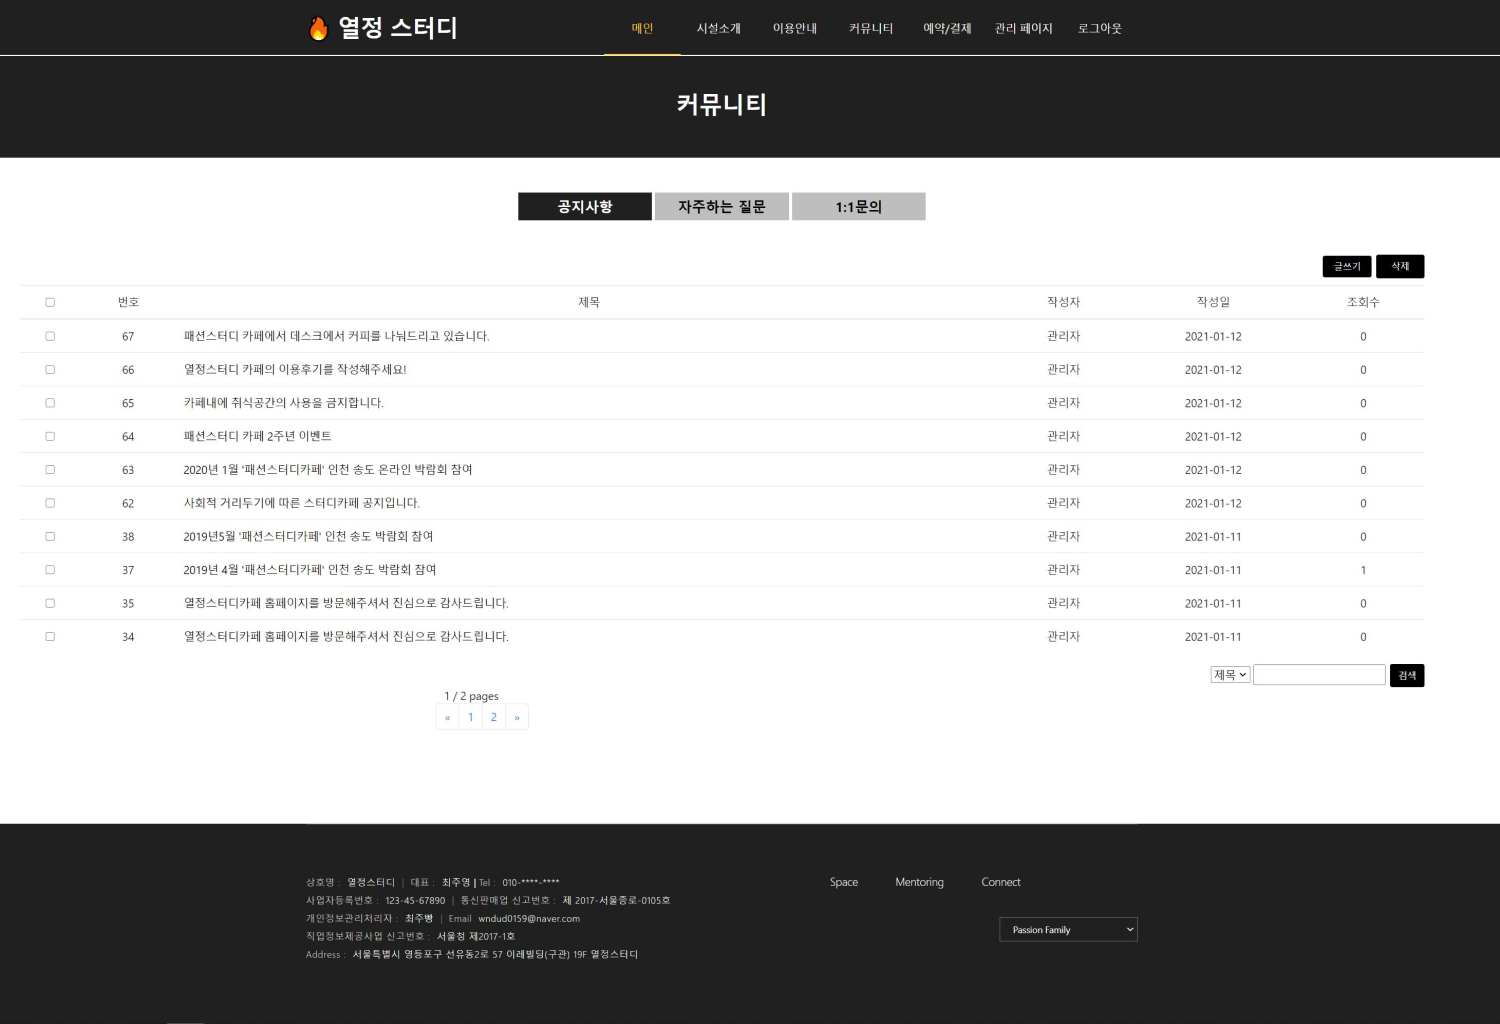 열정 스터디
메인 시설소개 이용안내 커뮤니티 예약/결제 관리 페이지 로그아웃
커뮤니티
공지사항 자주하는 질문 1:1문의
글쓰기 삭제
번호 제목 작성자 작성일 조회수
67 패션스터디 카페에서 데스크에서 커피를 나눠드리고 있습니다. 관리자 2021-01-12 0
66 열정스터디 카페의 이용후기를 작성해주세요! 관리자 2021-01-12 0
65 카페내에 취식공간의 사용을 금지합니다. 관리자 2021-01-12 0
64 패션스터디 카페 2주년 이벤트 관리자 2021-01-12 0
63 2020년 1월 '패션스터디카페' 인천 송도 온라인 박람회 참여 관리자 2021-01-12 0
62 사회적 거리두기에 따른 스터디카페 공지입니다. 관리자 2021-01-12 0
38 2019년5월 '패션스터디카페' 인천 송도 박람회 참여 관리자 2021-01-11 0
37 2019년 4월 '패션스터디카페' 인천 송도 박람회 참여 관리자 2021-01-11 1
35 열정스터디카페 홈페이지를 방문해주셔서 진심으로 감사드립니다. 관리자 2021-01-11 0
34 열정스터디카페 홈페이지를 방문해주셔서 진심으로 감사드립니다. 관리자 2021-01-11 0
제목 검색
1 / 2 pages
« 1 2 »
상호명 : 열정스터디 | 대표 : 최주영 | Tel : 010-****-****
사업자등록번호 : 123-45-67890 | 통신판매업 신고번호 : 제 2017-서울종로-0105호
개인정보관리처리자 : 최주빵 | Email wndud0159@naver.com
직업정보제공사업 신고번호 : 서울청 제2017-1호
Address : 서울특별시 영등포구 선유동2로 57 이레빌딩(구관) 19F 열정스터디
Space Mentoring Connect
Passion Family